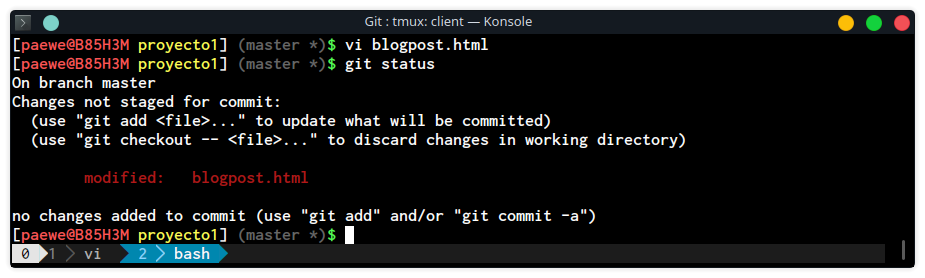 Git : tmux: client — Konsole
[paewe@B85H3M proyecto1] (master *)$ vi blogpost.html
[paewe@B85H3M proyecto1] (master *)$ git status
On branch master
Changes not staged for commit:
  (use "git add <file>..." to update what will be committed)
  (use "git checkout -- <file>..." to discard changes in working directory)
        modified:   blogpost.html
no changes added to commit (use "git add" and/or "git commit -a")
[paewe@B85H3M proyecto1] (master *)$
0 1 vi 2 bash